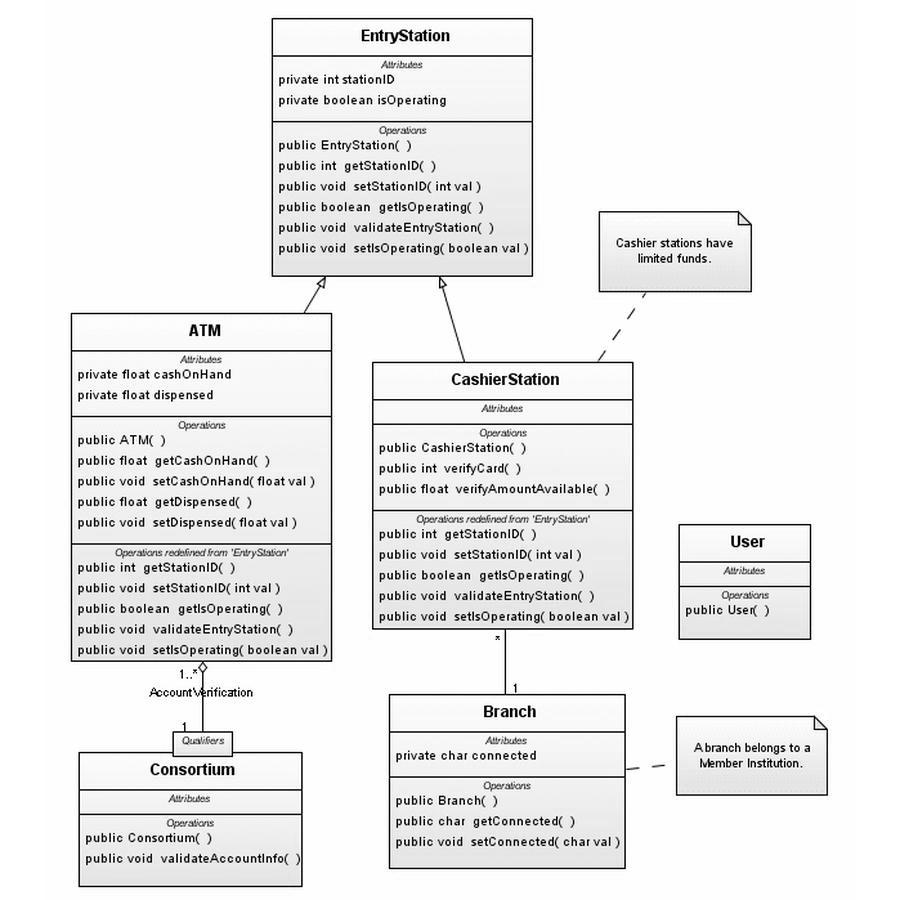 EntryStation
Attributes
private int stationID
private boolean isOperating
Operations
public EntryStation( )
public int getStationID( )
public void setStationID( int val )
public boolean getIsOperating( )
public void validateEntryStation( )
public void setIsOperating( boolean val )
Cashier stations have
limited funds.
ATM
Attributes
private float cashOnHand
private float dispensed
Operations
public ATM( )
public float getCashOnHand( )
public void setCashOnHand( float val )
public float getDispensed( )
public void setDispensed( float val )
Operations redefined from 'EntryStation'
public int getStationID( )
public void setStationID( int val )
public boolean getIsOperating( )
public void validateEntryStation( )
public void setIsOperating( boolean val )
CashierStation
Attributes
Operations
public CashierStation( )
public int verifyCard( )
public float verifyAmountAvailable( )
Operations redefined from 'EntryStation'
public int getStationID( )
public void setStationID( int val )
public boolean getIsOperating( )
public void validateEntryStation( )
public void setIsOperating( boolean val )
User
Attributes
Operations
public User( )
1..*
AccountVerification
1
Qualifiers
Consortium
Attributes
Operations
public Consortium( )
public void validateAccountInfo( )
*
1
Branch
Attributes
private char connected
Operations
public Branch( )
public char getConnected( )
public void setConnected( char val )
A branch belongs to a
Member Institution.